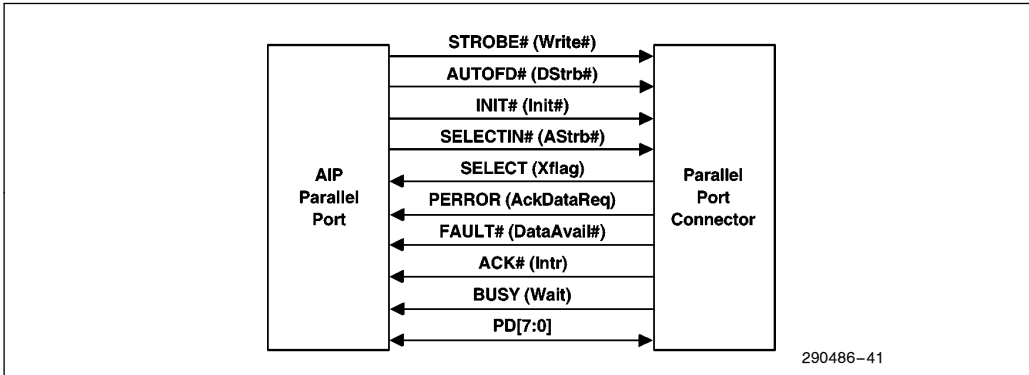 STROBE# (Write#)
AUTOFD# (DStrb#)
INIT# (Init#)
SELECTIN# (AStrb#)
SELECT (Xflag)
PERROR (AckDataReq)
FAULT# (DataAvail#)
ACK# (Intr)
BUSY (Wait)
PD[7:0]
AIP
Parallel
Port
Parallel
Port
Connector
290486–41